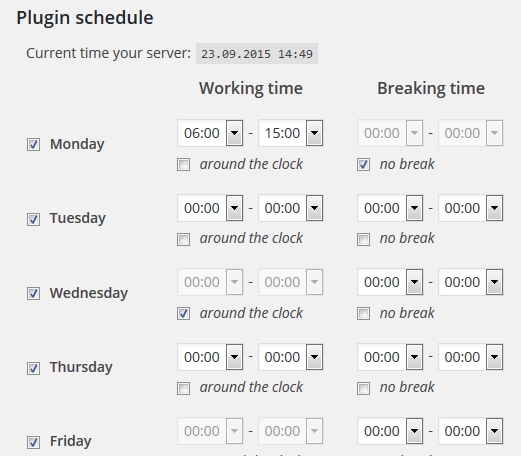 Plugin schedule
Current time your server: 23.09.2015 14:49
Working time Breaking time
Monday 06:00 - 15:00 00:00 - 00:00
around the clock no break
Tuesday 00:00 - 00:00 00:00 - 00:00
around the clock no break
Wednesday 00:00 - 00:00 00:00 - 00:00
around the clock no break
Thursday 00:00 - 00:00 00:00 - 00:00
around the clock no break
Friday 00:00 - 00:00 00:00 - 00:00